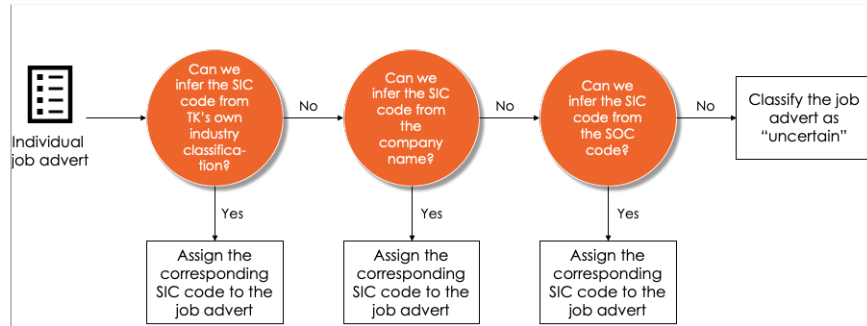 Individual
job advert
Can we
infer the SIC
code from
TK's own
industry
classifica-
tion?
No
Can we
infer the SIC
code from
the
company
name?
No
Can we
infer the SIC
code from
the SOC
code?
No
Classify the job
advert as
“uncertain”
Yes
Yes
Yes
Assign the
corresponding
SIC code to the
job advert
Assign the
corresponding
SIC code to the
job advert
Assign the
corresponding
SIC code to the
job advert